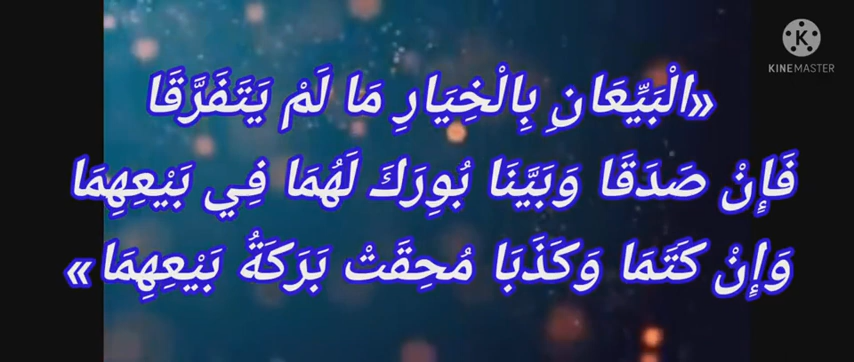 «الْبَيِّعَانِ بِالْخِيَارِ مَا لَمْ يَتَفَرَّقَا
فَإِنْ صَدَقَا وَبَيَّنَا بُورِكَ لَهُمَا فِي بَيْعِهِمَا
وَإِنْ كَتَمَا وَكَذَبَا مُحِقَتْ بَرَكَةُ بَيْعِهِمَا»
K
KINEMASTER